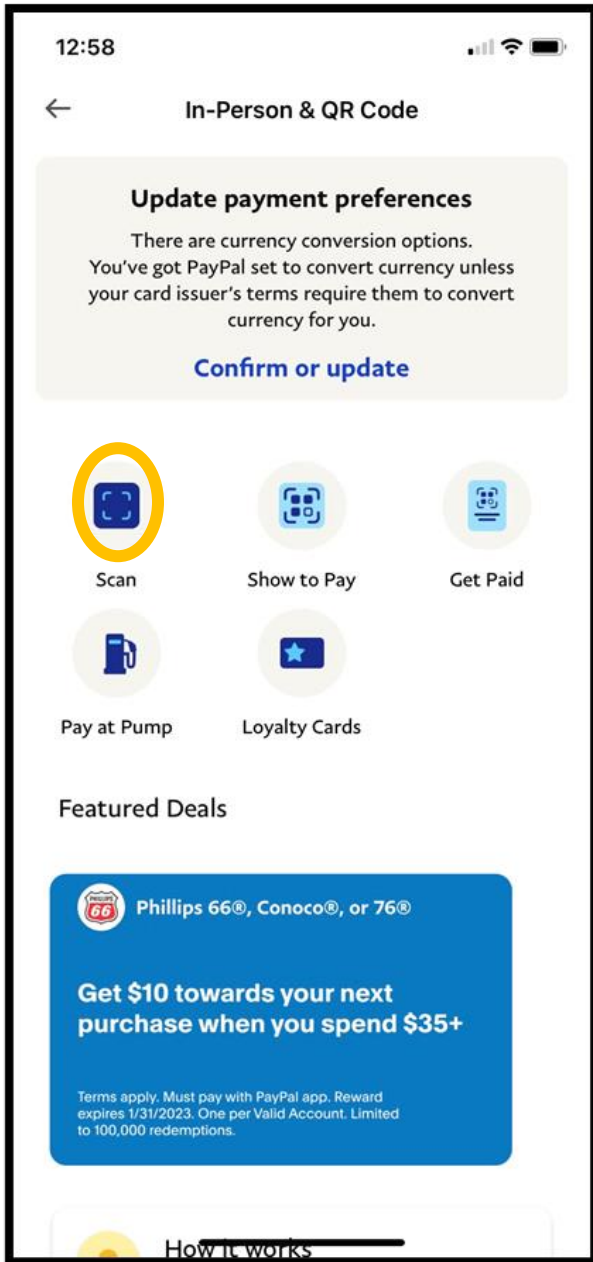 12:58
In-Person & QR Code
Update payment preferences
There are currency conversion options.
You've got PayPal set to convert currency unless
your card issuer's terms require them to convert
currency for you.
Confirm or update
Scan
Show to Pay
Get Paid
Pay at Pump
Loyalty Cards
Featured Deals
PHILLIPS
66
Phillips 66®, Conoco®, or 76®
Get $10 towards your next
purchase when you spend $35+
Terms apply. Must pay with PayPal app. Reward
expires 1/31/2023. One per Valid Account. Limited
to 100,000 redemptions.
How it works